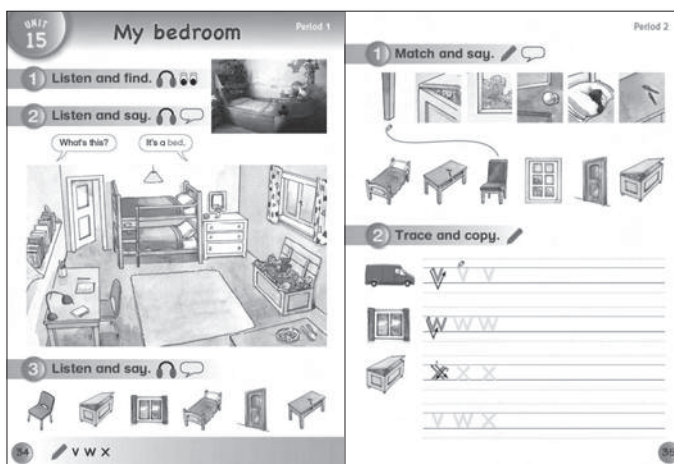 UNIT
15
My bedroom
Period 1
1 Listen and find.
2 Listen and say.
What's this?
It's a bed.
3 Listen and say.
34
v w x
Period 2
1 Match and say.
2 Trace and copy.
v v v
w w w
x x x
v w x
35